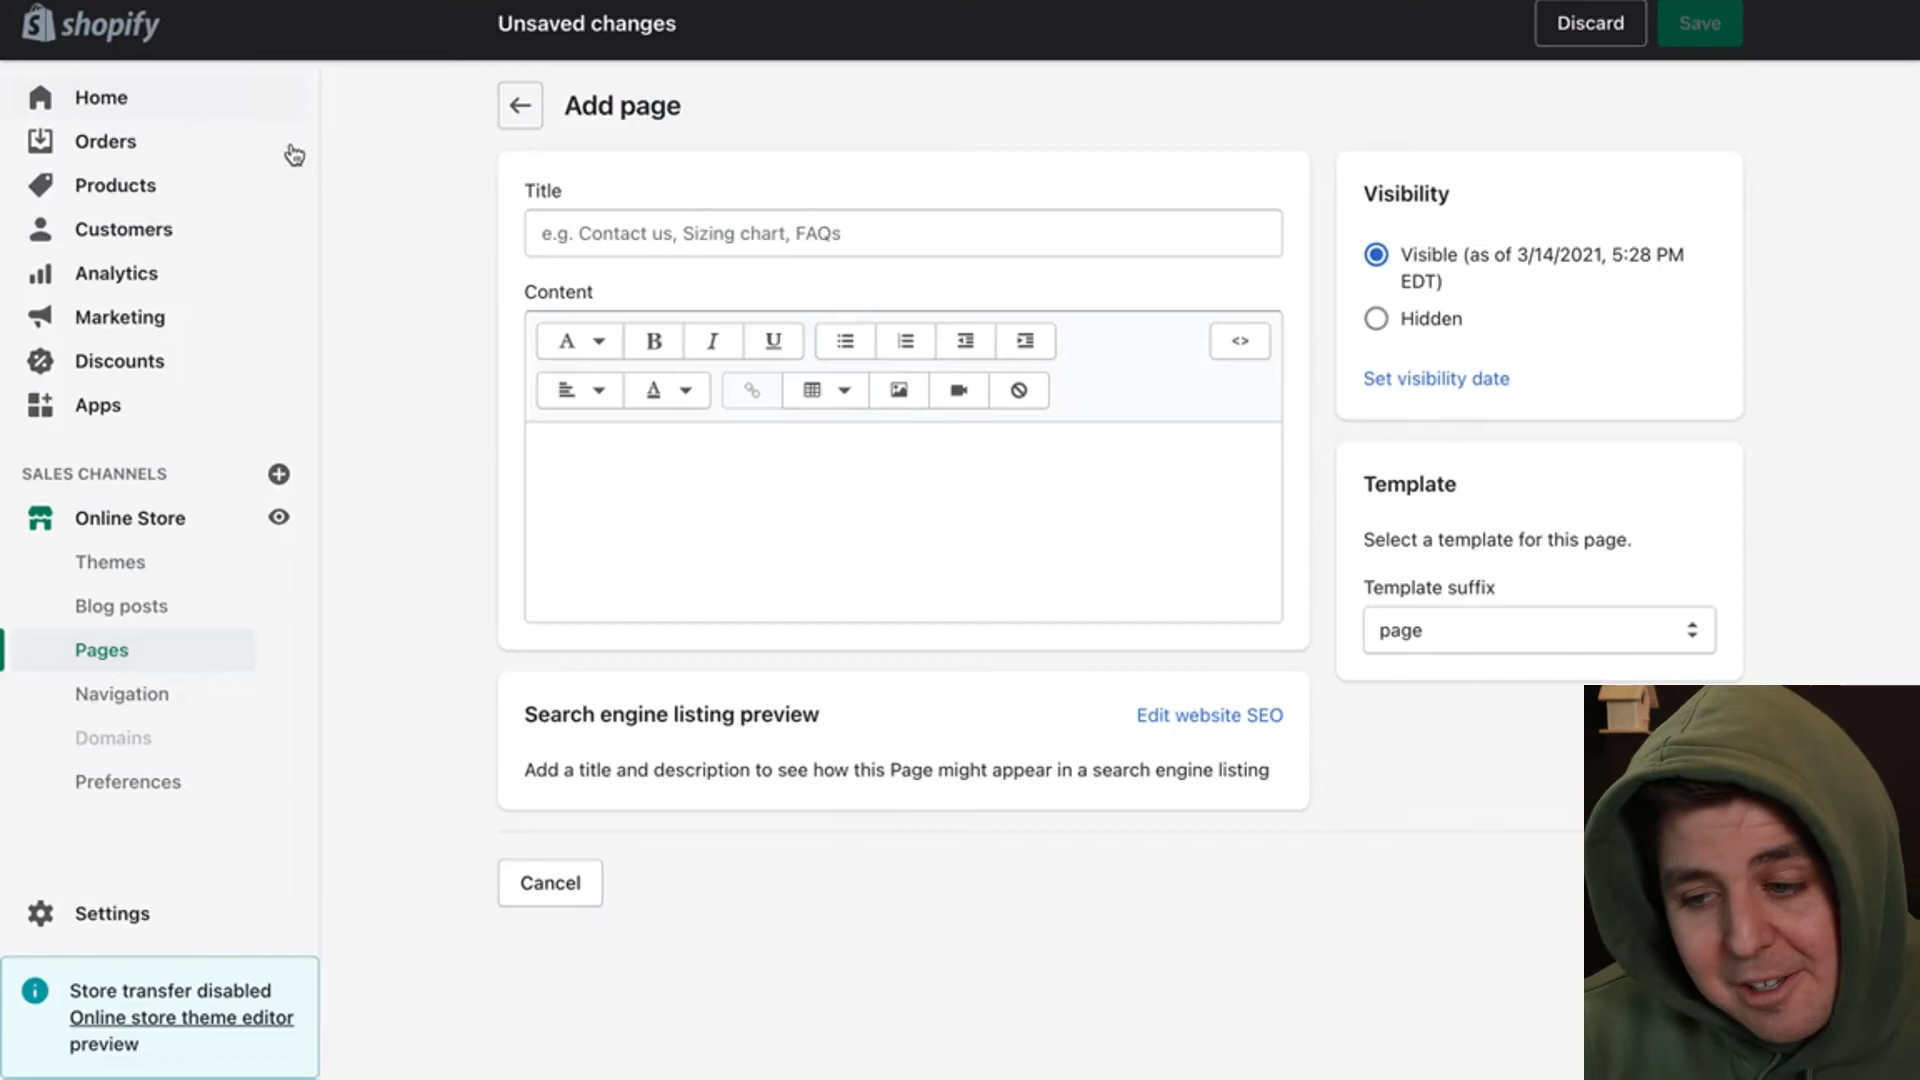 shopify
Unsaved changes
Discard
Save
Home
Orders
Products
Customers
Analytics
Marketing
Discounts
Apps
SALES CHANNELS
Online Store
Themes
Blog posts
Pages
Navigation
Domains
Preferences
Settings
Store transfer disabled
Online store theme editor
preview
Add page
Title
e.g. Contact us, Sizing chart, FAQs
Content
A
B
I
U
<>
A
Search engine listing preview
Edit website SEO
Add a title and description to see how this Page might appear in a search engine listing
Cancel
Visibility
Visible (as of 3/14/2021, 5:28 PM
EDT)
Hidden
Set visibility date
Template
Select a template for this page.
Template suffix
page